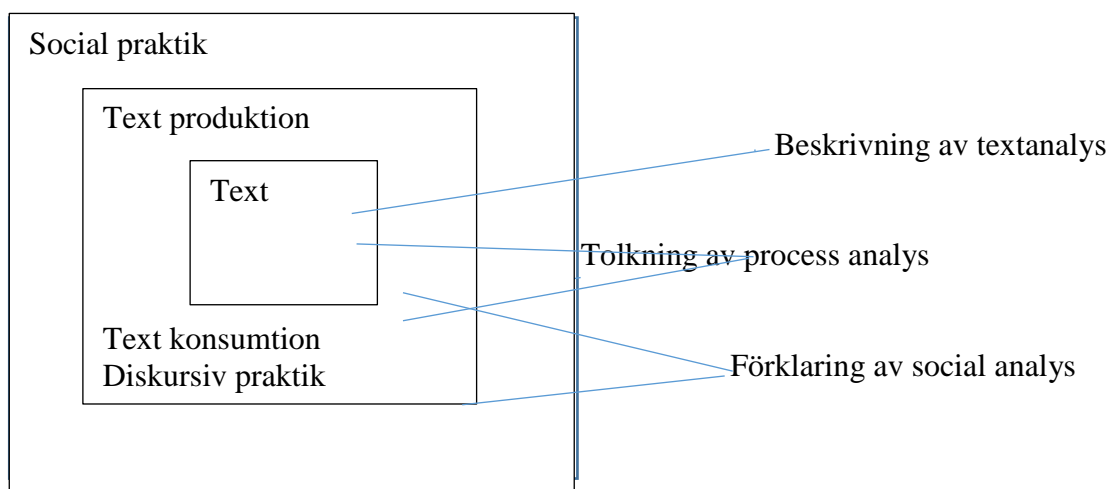 Social praktik
Text produktion
Text
Beskrivning av textanalys
Tolkning av process analys
Text konsumtion
Diskursiv praktik
Förklaring av social analys